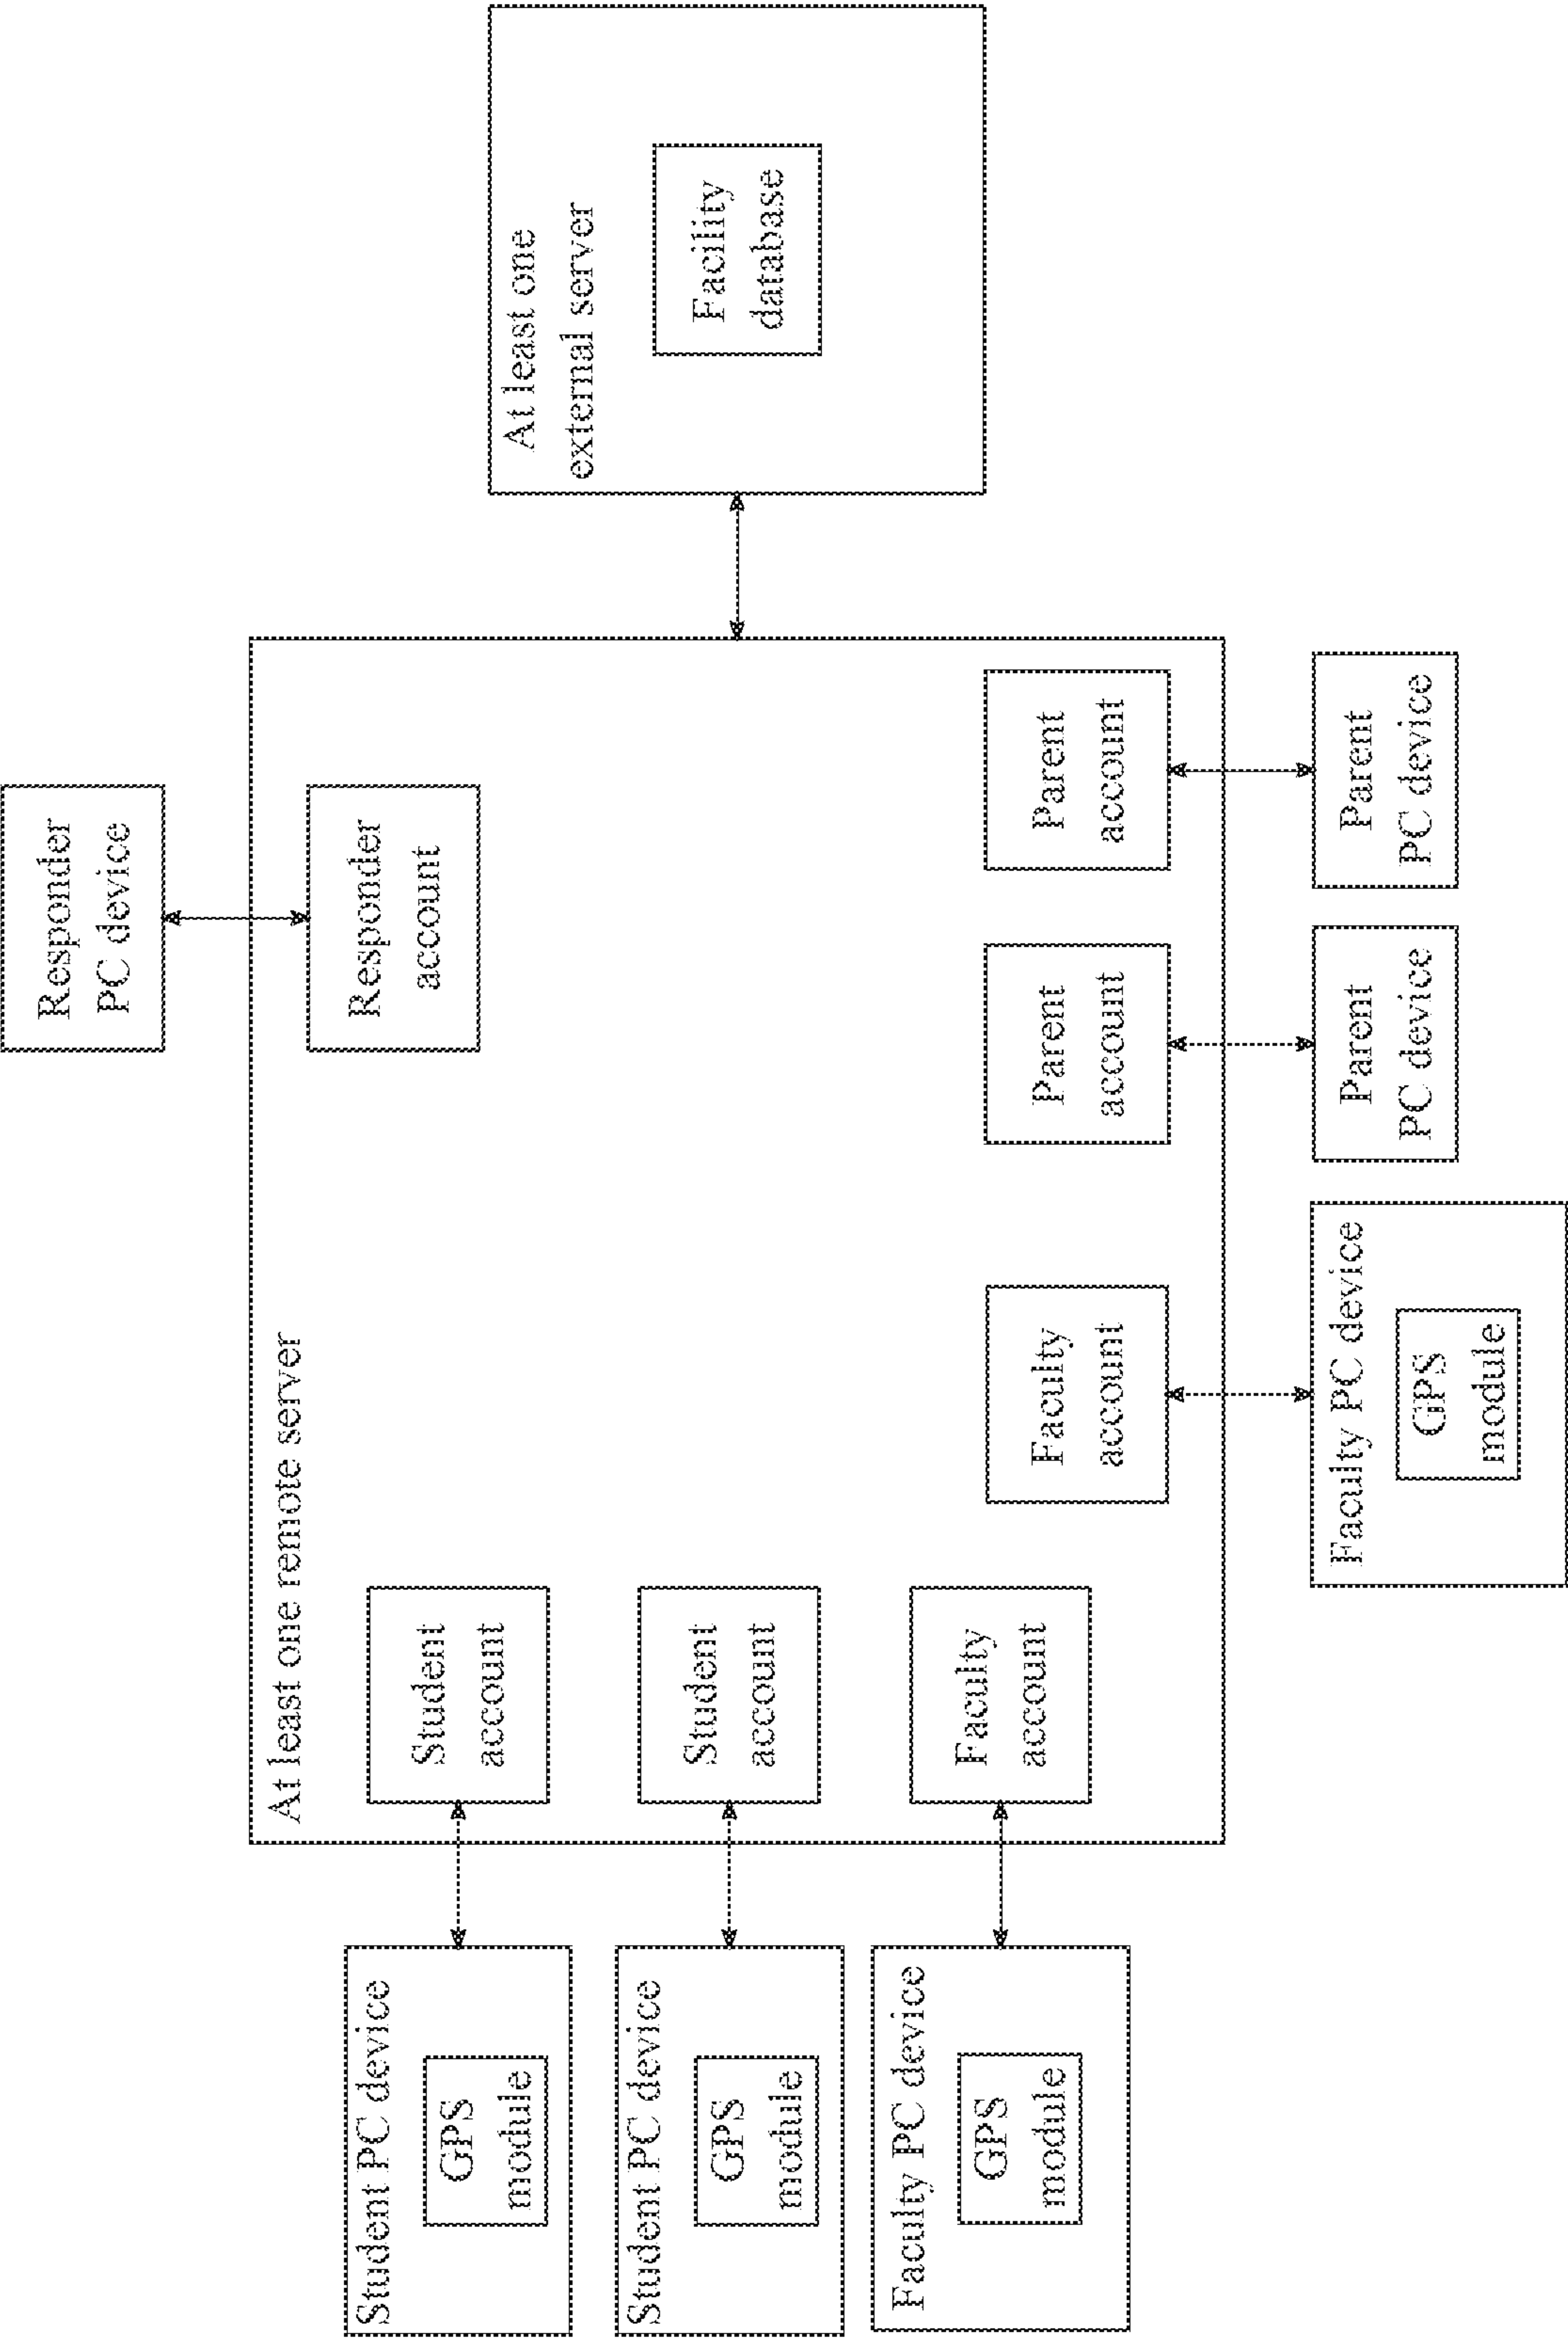 Responder
PC device
Responder
account
At least one remote server
At least one
external server
Facility
database
Student PC device
GPS
module
Student
account
Student PC device
GPS
module
Student
account
Faculty PC device
GPS
module
Faculty
account
Faculty
account
Faculty PC device
GPS
module
Parent
account
Parent
PC device
Parent
account
Parent
PC device